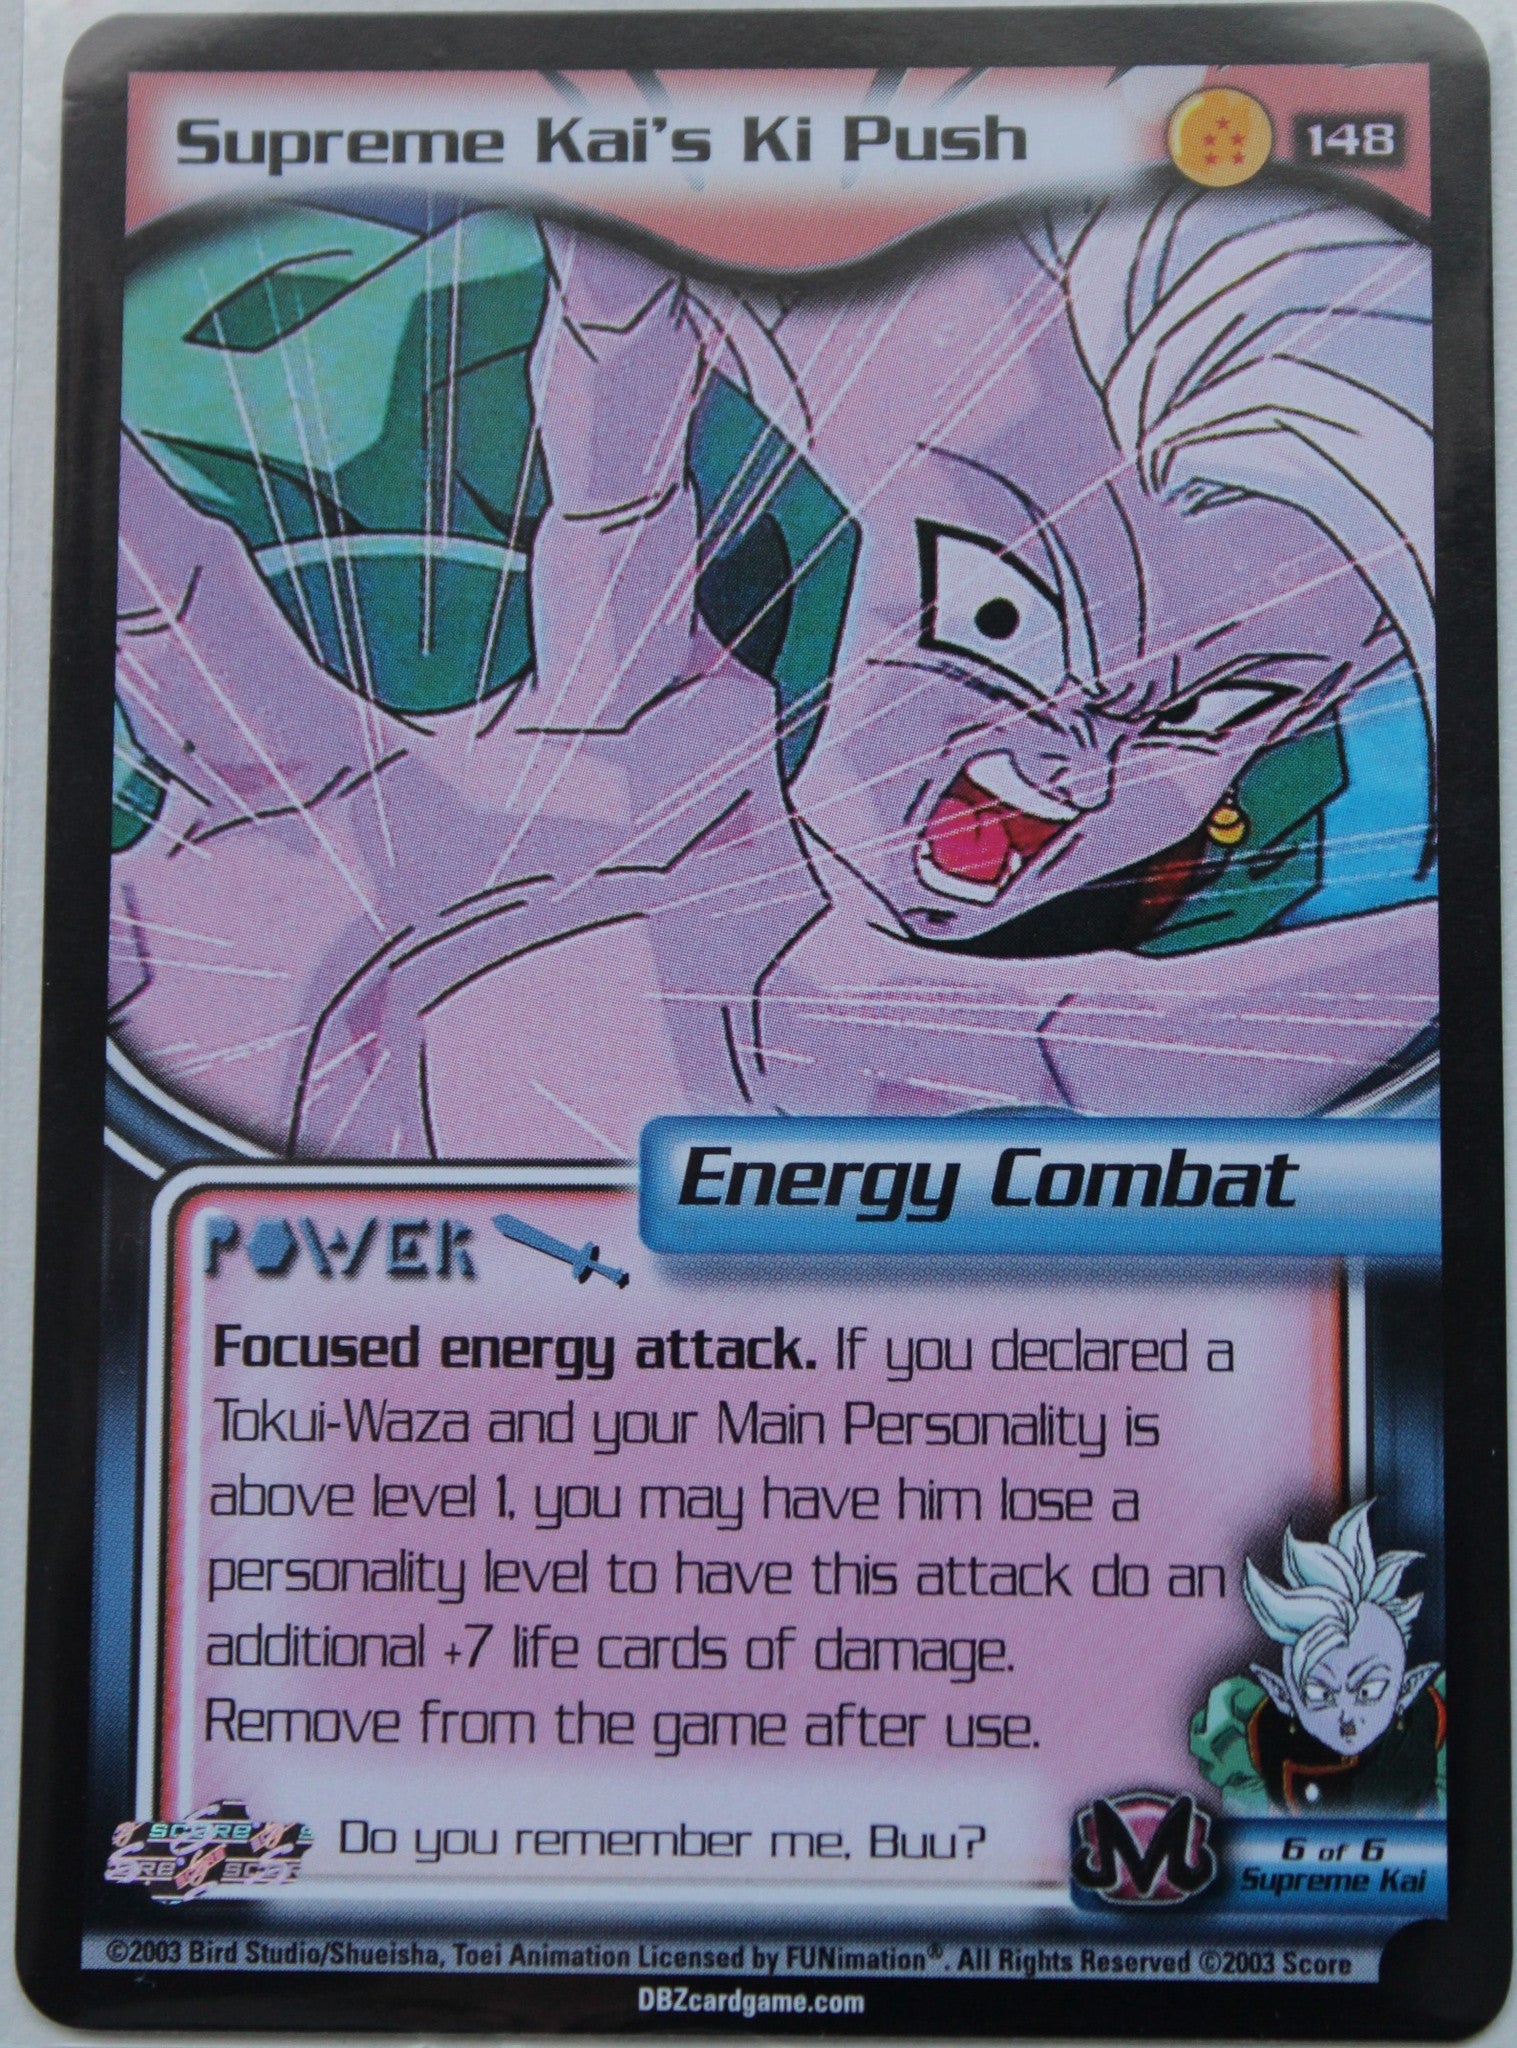 Supreme Kai's Ki Push
148
Energy Combat
POWER
Focused energy attack. If you declared a
Tokui-Waza and your Main Personality is
above level 1, you may have him lose a
personality level to have this attack do an
additional +7 life cards of damage.
Remove from the game after use.
SCORE
Do you remember me, Buu?
M
6 of 6
Supreme Kai
©2003 Bird Studio/Shueisha, Toei Animation Licensed by FUNimation®. All Rights Reserved ©2003 Score
DBZcardgame.com